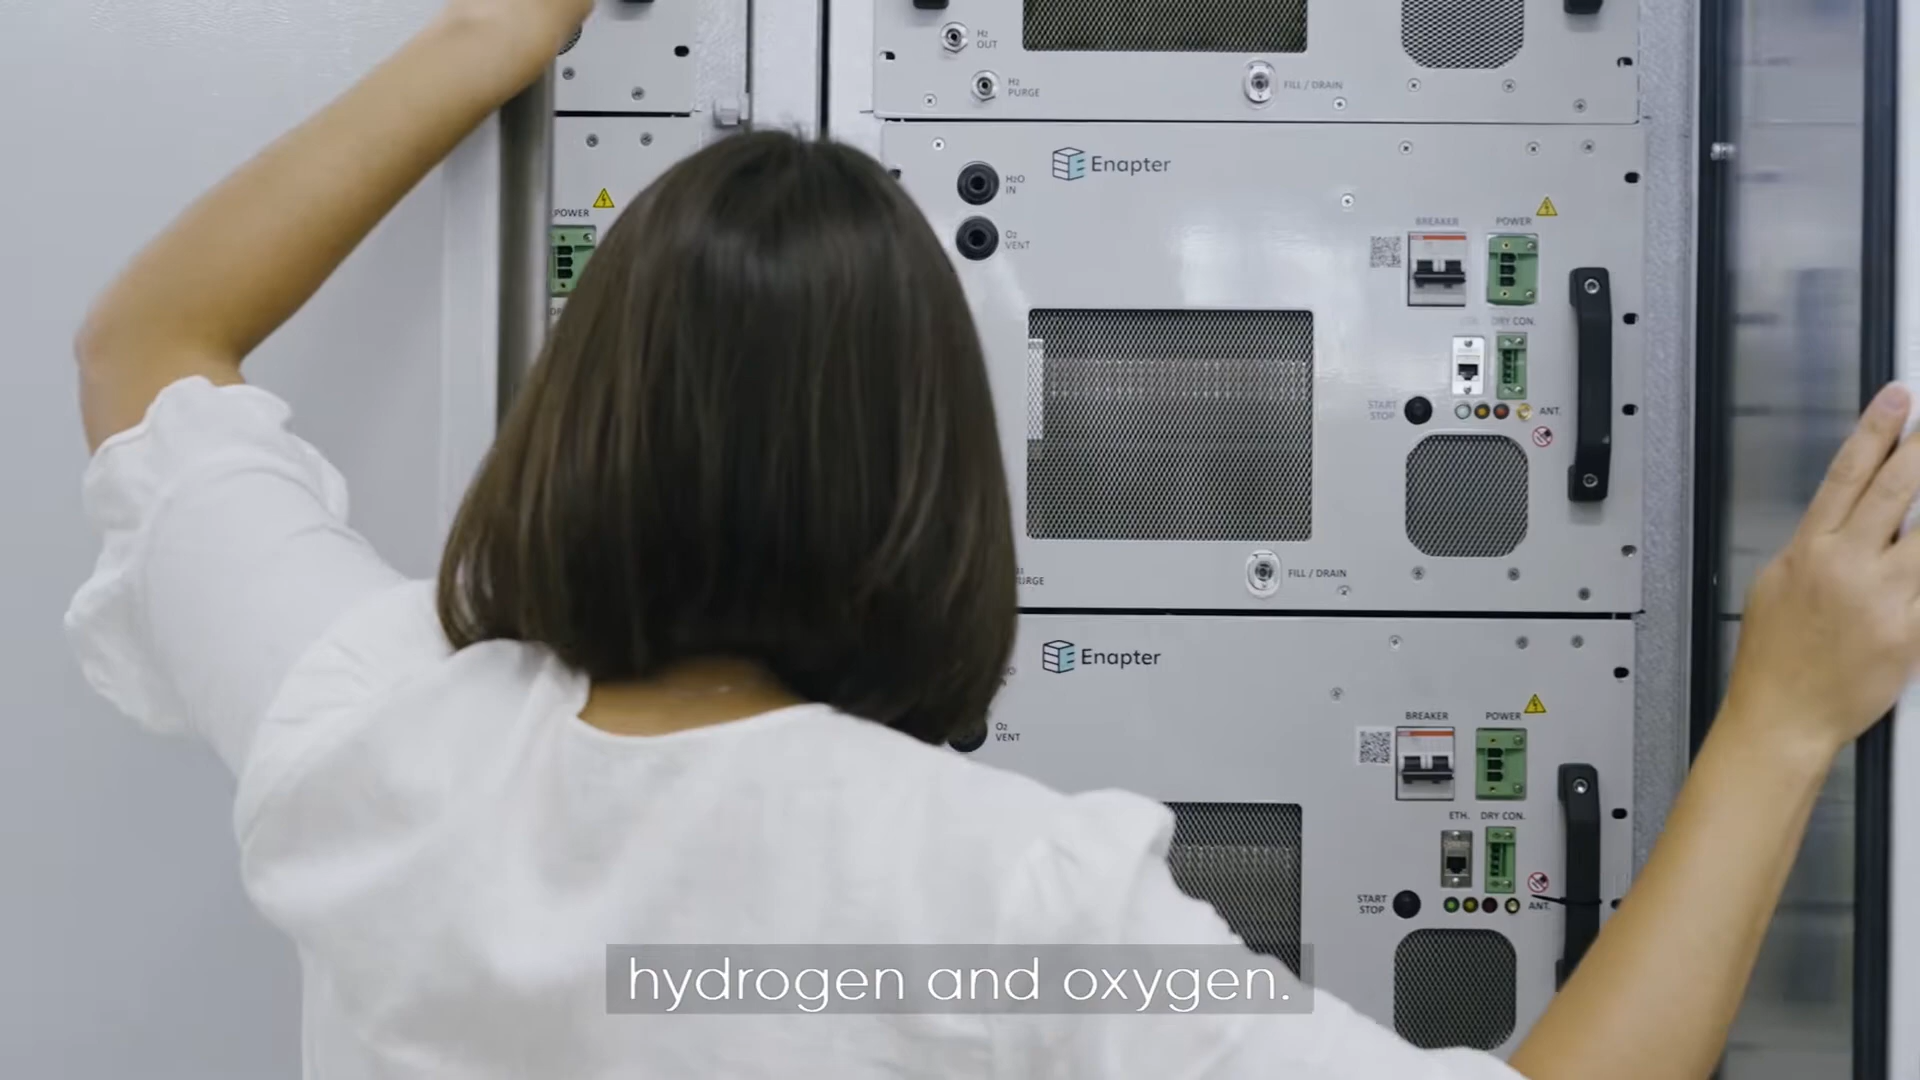 H2
OUT
H2
PURGE
FILL / DRAIN
POWER
H2O
IN
O2
VENT
Enapter
BREAKER
POWER
DRY CON.
START
STOP
ANT.
FILL / DRAIN
Enapter
O2
VENT
BREAKER
POWER
ETH.
DRY CON.
START
STOP
ANT.
hydrogen and oxygen.